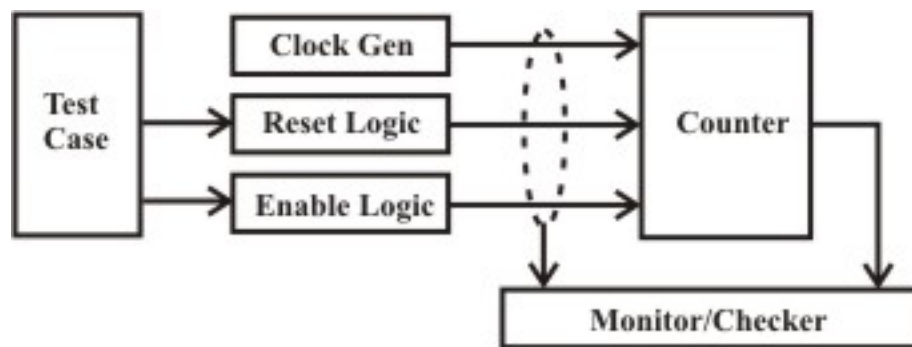 Clock Gen
Test
Case
Reset Logic
Counter
Enable Logic
Monitor/Checker